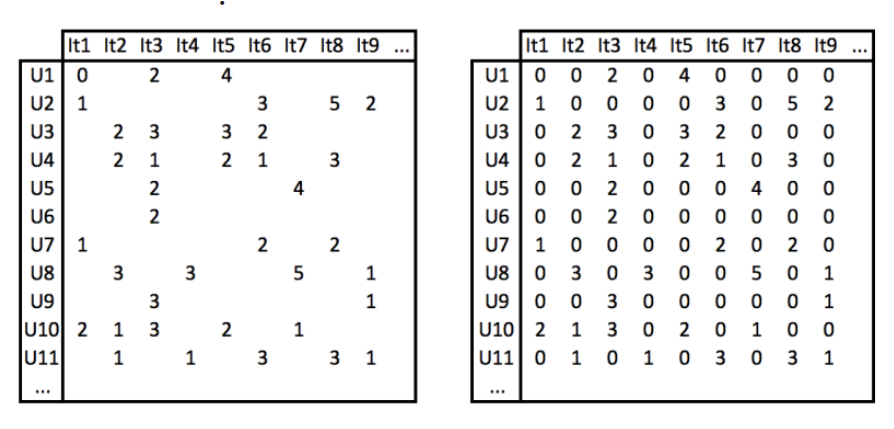 It1 It2 It3 It4 It5 It6 It7 It8 It9 ...
U1 0 2 4
U2 1 3 5 2
U3 2 3 3 2
U4 2 1 2 1 3
U5 2 4
U6 2
U7 1 2 2
U8 3 3 5 1
U9 3 1
U10 2 1 3 2 1
U11 1 1 3 3 1
...
It1 It2 It3 It4 It5 It6 It7 It8 It9 ...
U1 0 0 2 0 4 0 0 0 0
U2 1 0 0 0 0 3 0 5 2
U3 0 2 3 0 3 2 0 0 0
U4 0 2 1 0 2 1 0 3 0
U5 0 0 2 0 0 0 4 0 0
U6 0 0 2 0 0 0 0 0 0
U7 1 0 0 0 0 2 0 2 0
U8 0 3 0 3 0 0 5 0 1
U9 0 0 3 0 0 0 0 0 1
U10 2 1 3 0 2 0 1 0 0
U11 0 1 0 1 0 3 0 3 1
...